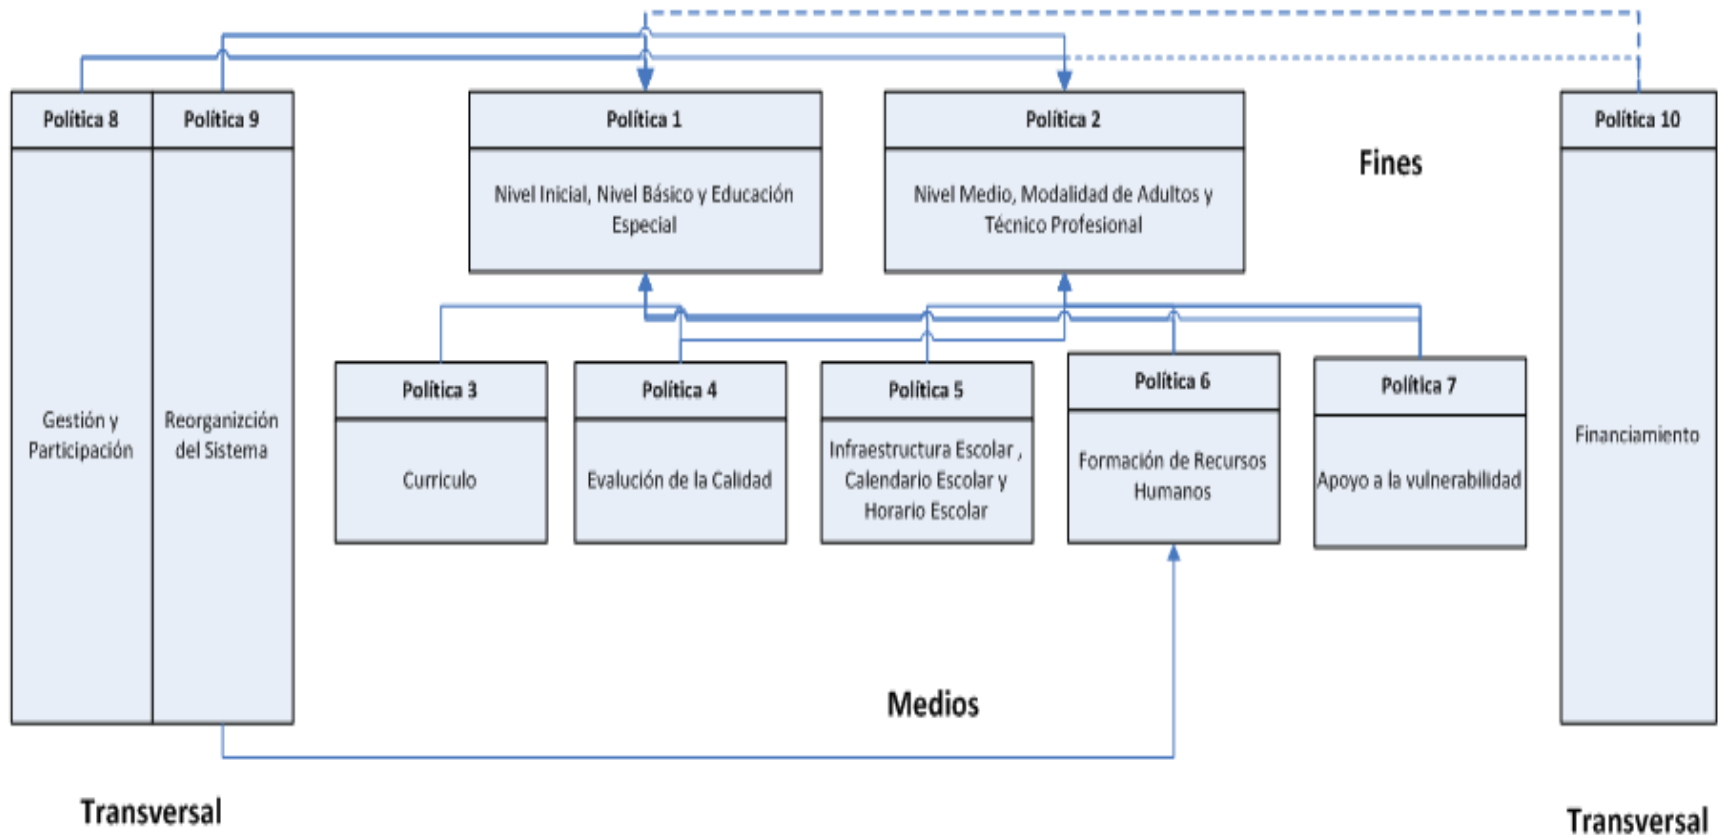 Política 8
Gestión y
Participación
Política 9
Reorganizción
del Sistema
Política 1
Nivel Inicial, Nivel Básico y Educación
Especial
Política 2
Nivel Medio, Modalidad de Adultos y
Técnico Profesional
Fines
Política 10
Financiamiento
Política 3
Curriculo
Política 4
Evalución de la Calidad
Política 5
Infraestructura Escolar ,
Calendario Escolar y
Horario Escolar
Política 6
Formación de Recursos
Humanos
Política 7
Apoyo a la vulnerabilidad
Medios
Transversal
Transversal